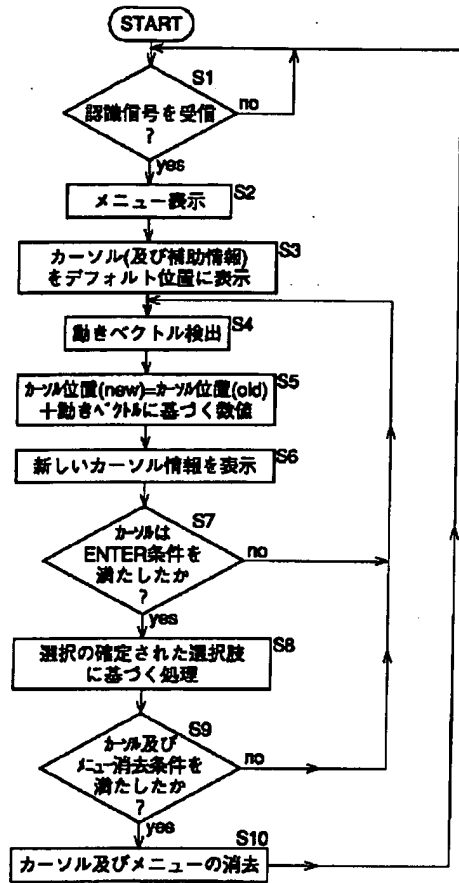 START
S1
認識信号を受信
?
no
yes
S2
メニュー表示
S3
カーソル(及び補助情報)
をデフォルト位置に表示
S4
動きベクトル検出
S5
カーソル位置(new)=カーソル位置(old)
+動きベクトルに基づく数値
S6
新しいカーソル情報を表示
S7
カーソルは
ENTER条件を
満たしたか
?
no
yes
S8
選択の確定された選択肢
に基づく処理
S9
カーソル及び
メニュー消去条件を
満たしたか
?
no
yes
S10
カーソル及びメニューの消去